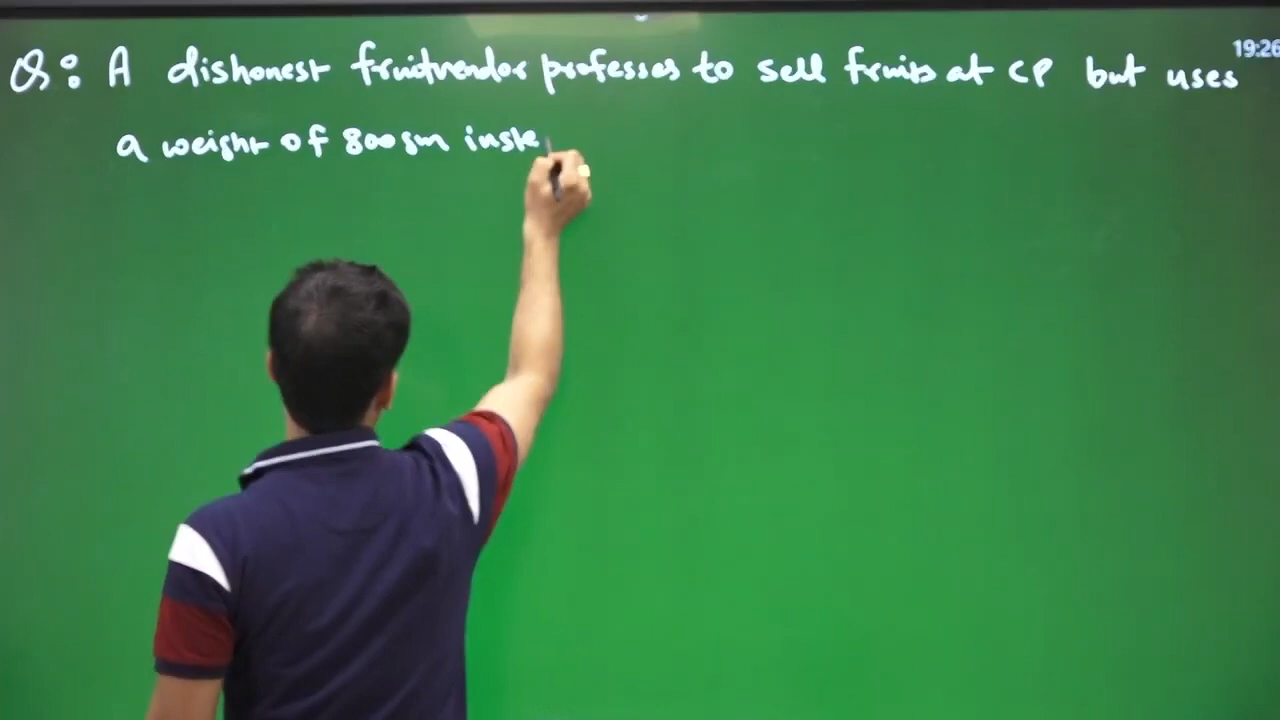 Q: A dishonest fruitvendor professes to sell fruits at CP but uses
a weight of 800gm inste
19:26